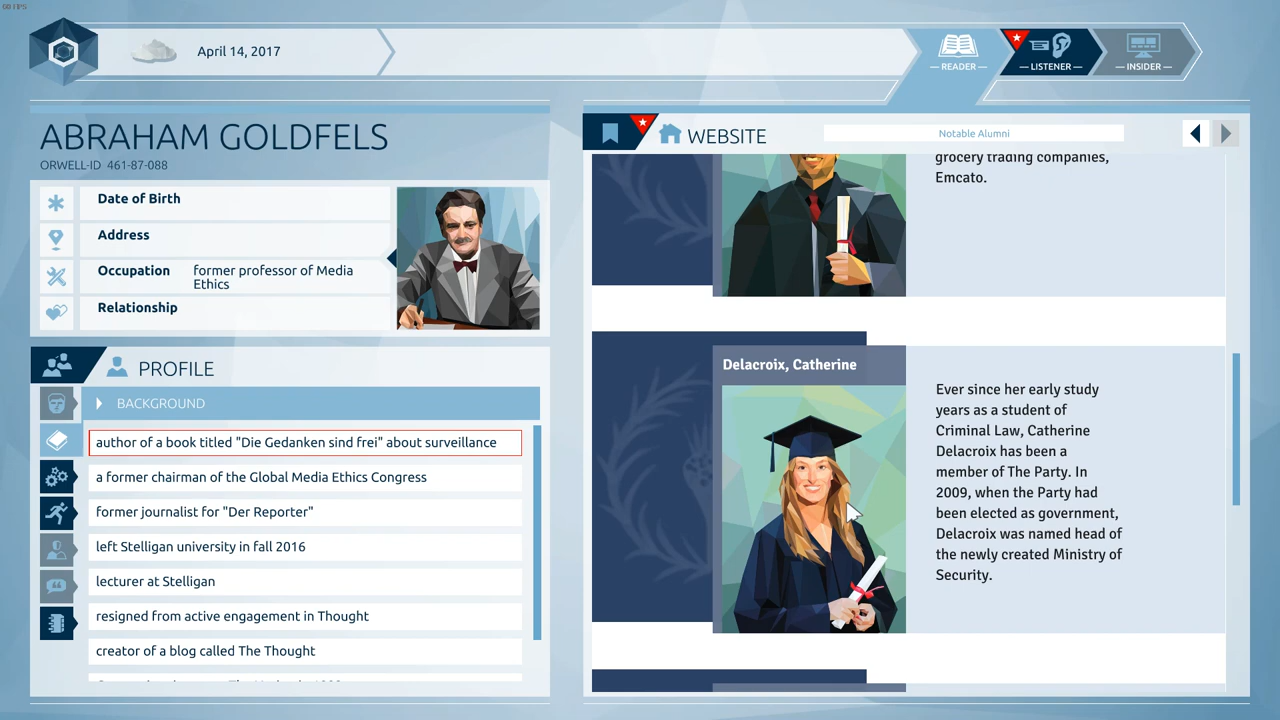 60 FPS
April 14, 2017
— READER —
— LISTENER —
— INSIDER —
ABRAHAM GOLDFELS
ORWELL-ID 461-87-088
Date of Birth
Address
Occupation former professor of Media
Ethics
Relationship
PROFILE
BACKGROUND
author of a book titled "Die Gedanken sind frei" about surveillance
a former chairman of the Global Media Ethics Congress
former journalist for "Der Reporter"
left Stelligan university in fall 2016
lecturer at Stelligan
resigned from active engagement in Thought
creator of a blog called The Thought
WEBSITE
Notable Alumni
grocery trading companies,
Emcato.
Delacroix, Catherine
Ever since her early study
years as a student of
Criminal Law, Catherine
Delacroix has been a
member of The Party. In
2009, when the Party had
been elected as government,
Delacroix was named head of
the newly created Ministry of
Security.